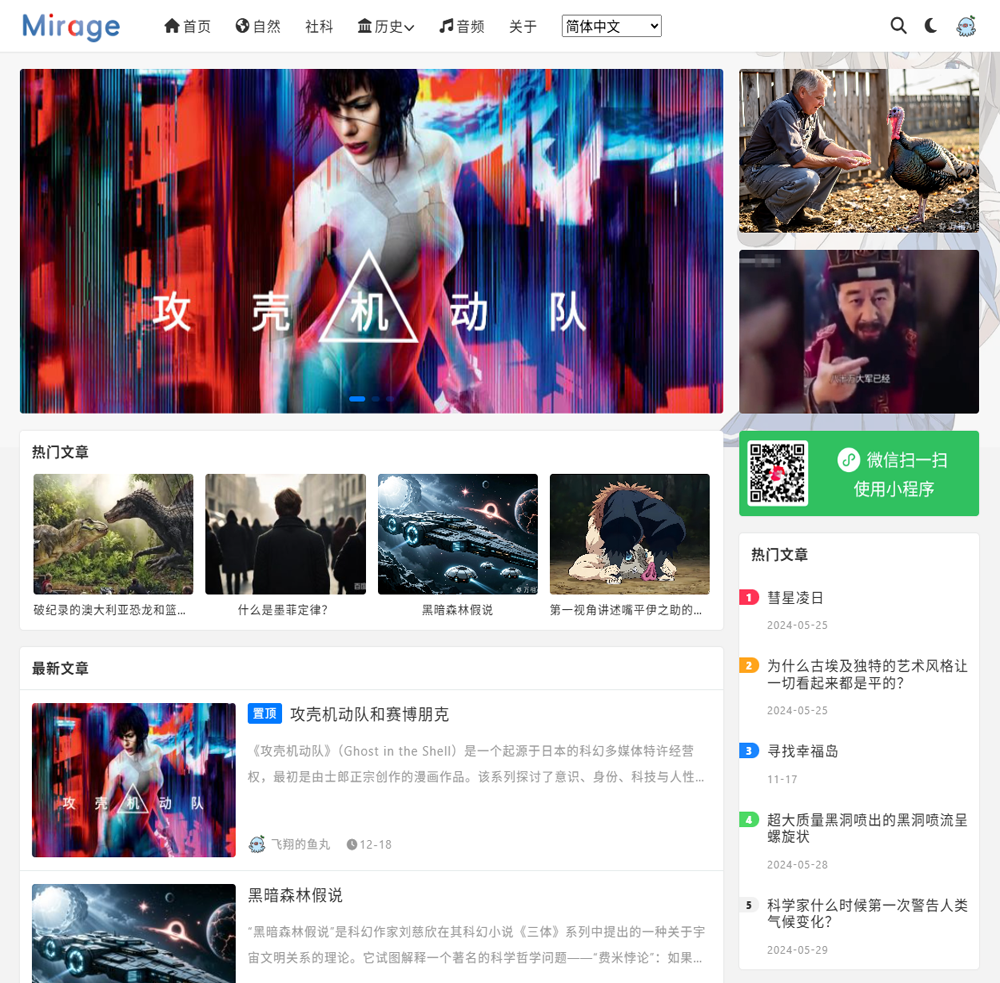 Mirage
首页
自然
社科
历史
音频
关于
简体中文
攻壳机动队
大军已经
微信扫一扫
使用小程序
热门文章
破纪录的澳大利亚恐龙和篮...
什么是墨菲定律?
黑暗森林假说
第一视角讲述嘴平伊之助的...
最新文章
攻壳机动队
置顶 攻壳机动队和赛博朋克
《攻壳机动队》(Ghost in the Shell) 是一个起源于日本的科幻多媒体特许经营
权，最初是由士郎正宗创作的漫画作品。该系列探讨了意识、身份、科技与人性...
飞翔的鱼丸 12-18
黑暗森林假说
“黑暗森林假说”是科幻作家刘慈欣在其科幻小说《三体》系列中提出的一种关于宇
宙文明关系的理论。它试图解释一个著名的科学哲学问题——“费米悖论”：如果...
热门文章
1 彗星凌日
2024-05-25
2 为什么古埃及独特的艺术风格让
一切看起来都是平的?
2024-05-25
3 寻找幸福岛
11-17
4 超大质量黑洞喷出的黑洞喷流呈
螺旋状
2024-05-28
5 科学家什么时候第一次警告人类
气候变化?
2024-05-29